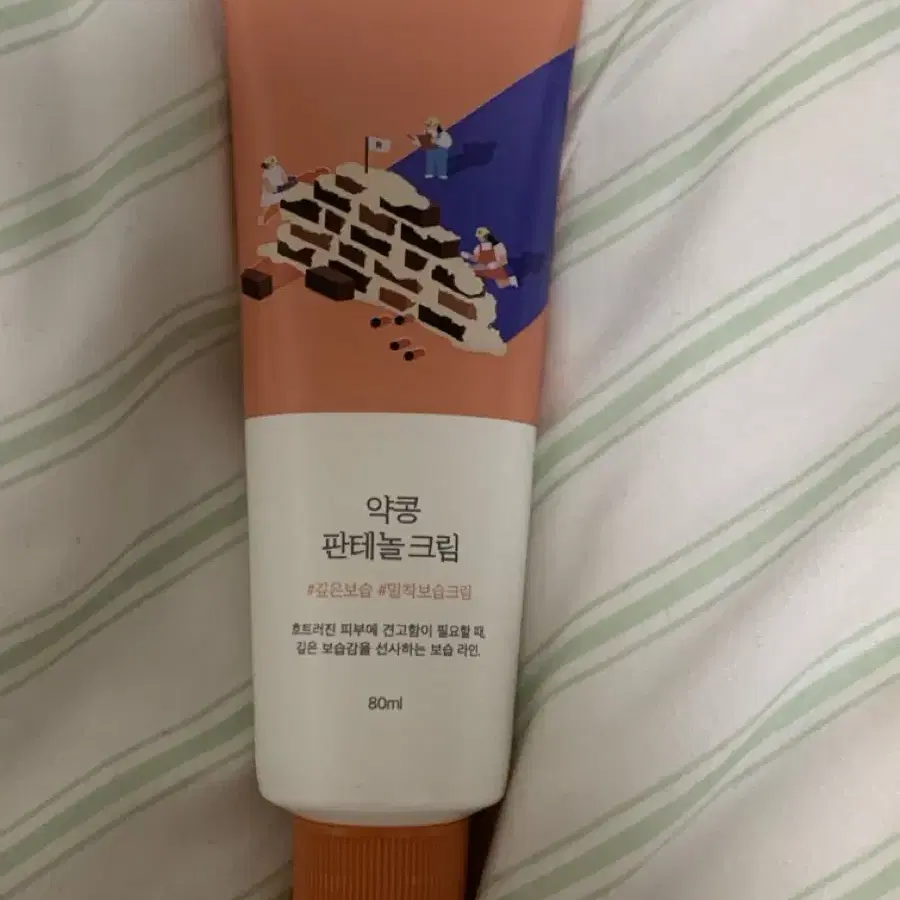 약콩
판테놀 크림
#깊은보습 #밀착보습크림
흐트러진 피부에 견고함이 필요할 때,
깊은 보습감을 선사하는 보습 라인.
80ml